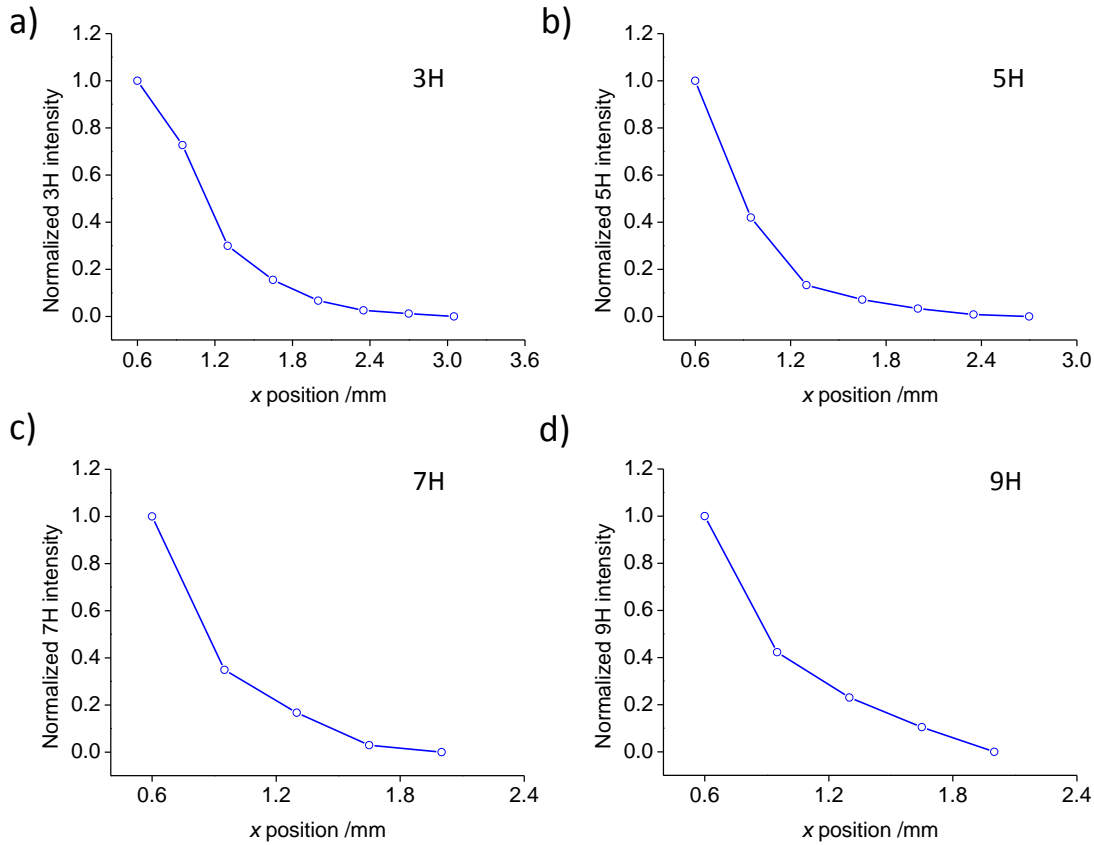 a)
3H
Normalized 3H intensity
1.2
1.0
0.8
0.6
0.4
0.2
0.0
0.6 1.2 1.8 2.4 3.0 3.6
x position /mm
b)
5H
Normalized 5H intensity
1.2
1.0
0.8
0.6
0.4
0.2
0.0
0.6 1.2 1.8 2.4 3.0
x position /mm
c)
7H
Normalized 7H intensity
1.2
1.0
0.8
0.6
0.4
0.2
0.0
0.6 1.2 1.8 2.4
x position /mm
d)
9H
Normalized 9H intensity
1.2
1.0
0.8
0.6
0.4
0.2
0.0
0.6 1.2 1.8 2.4
x position /mm